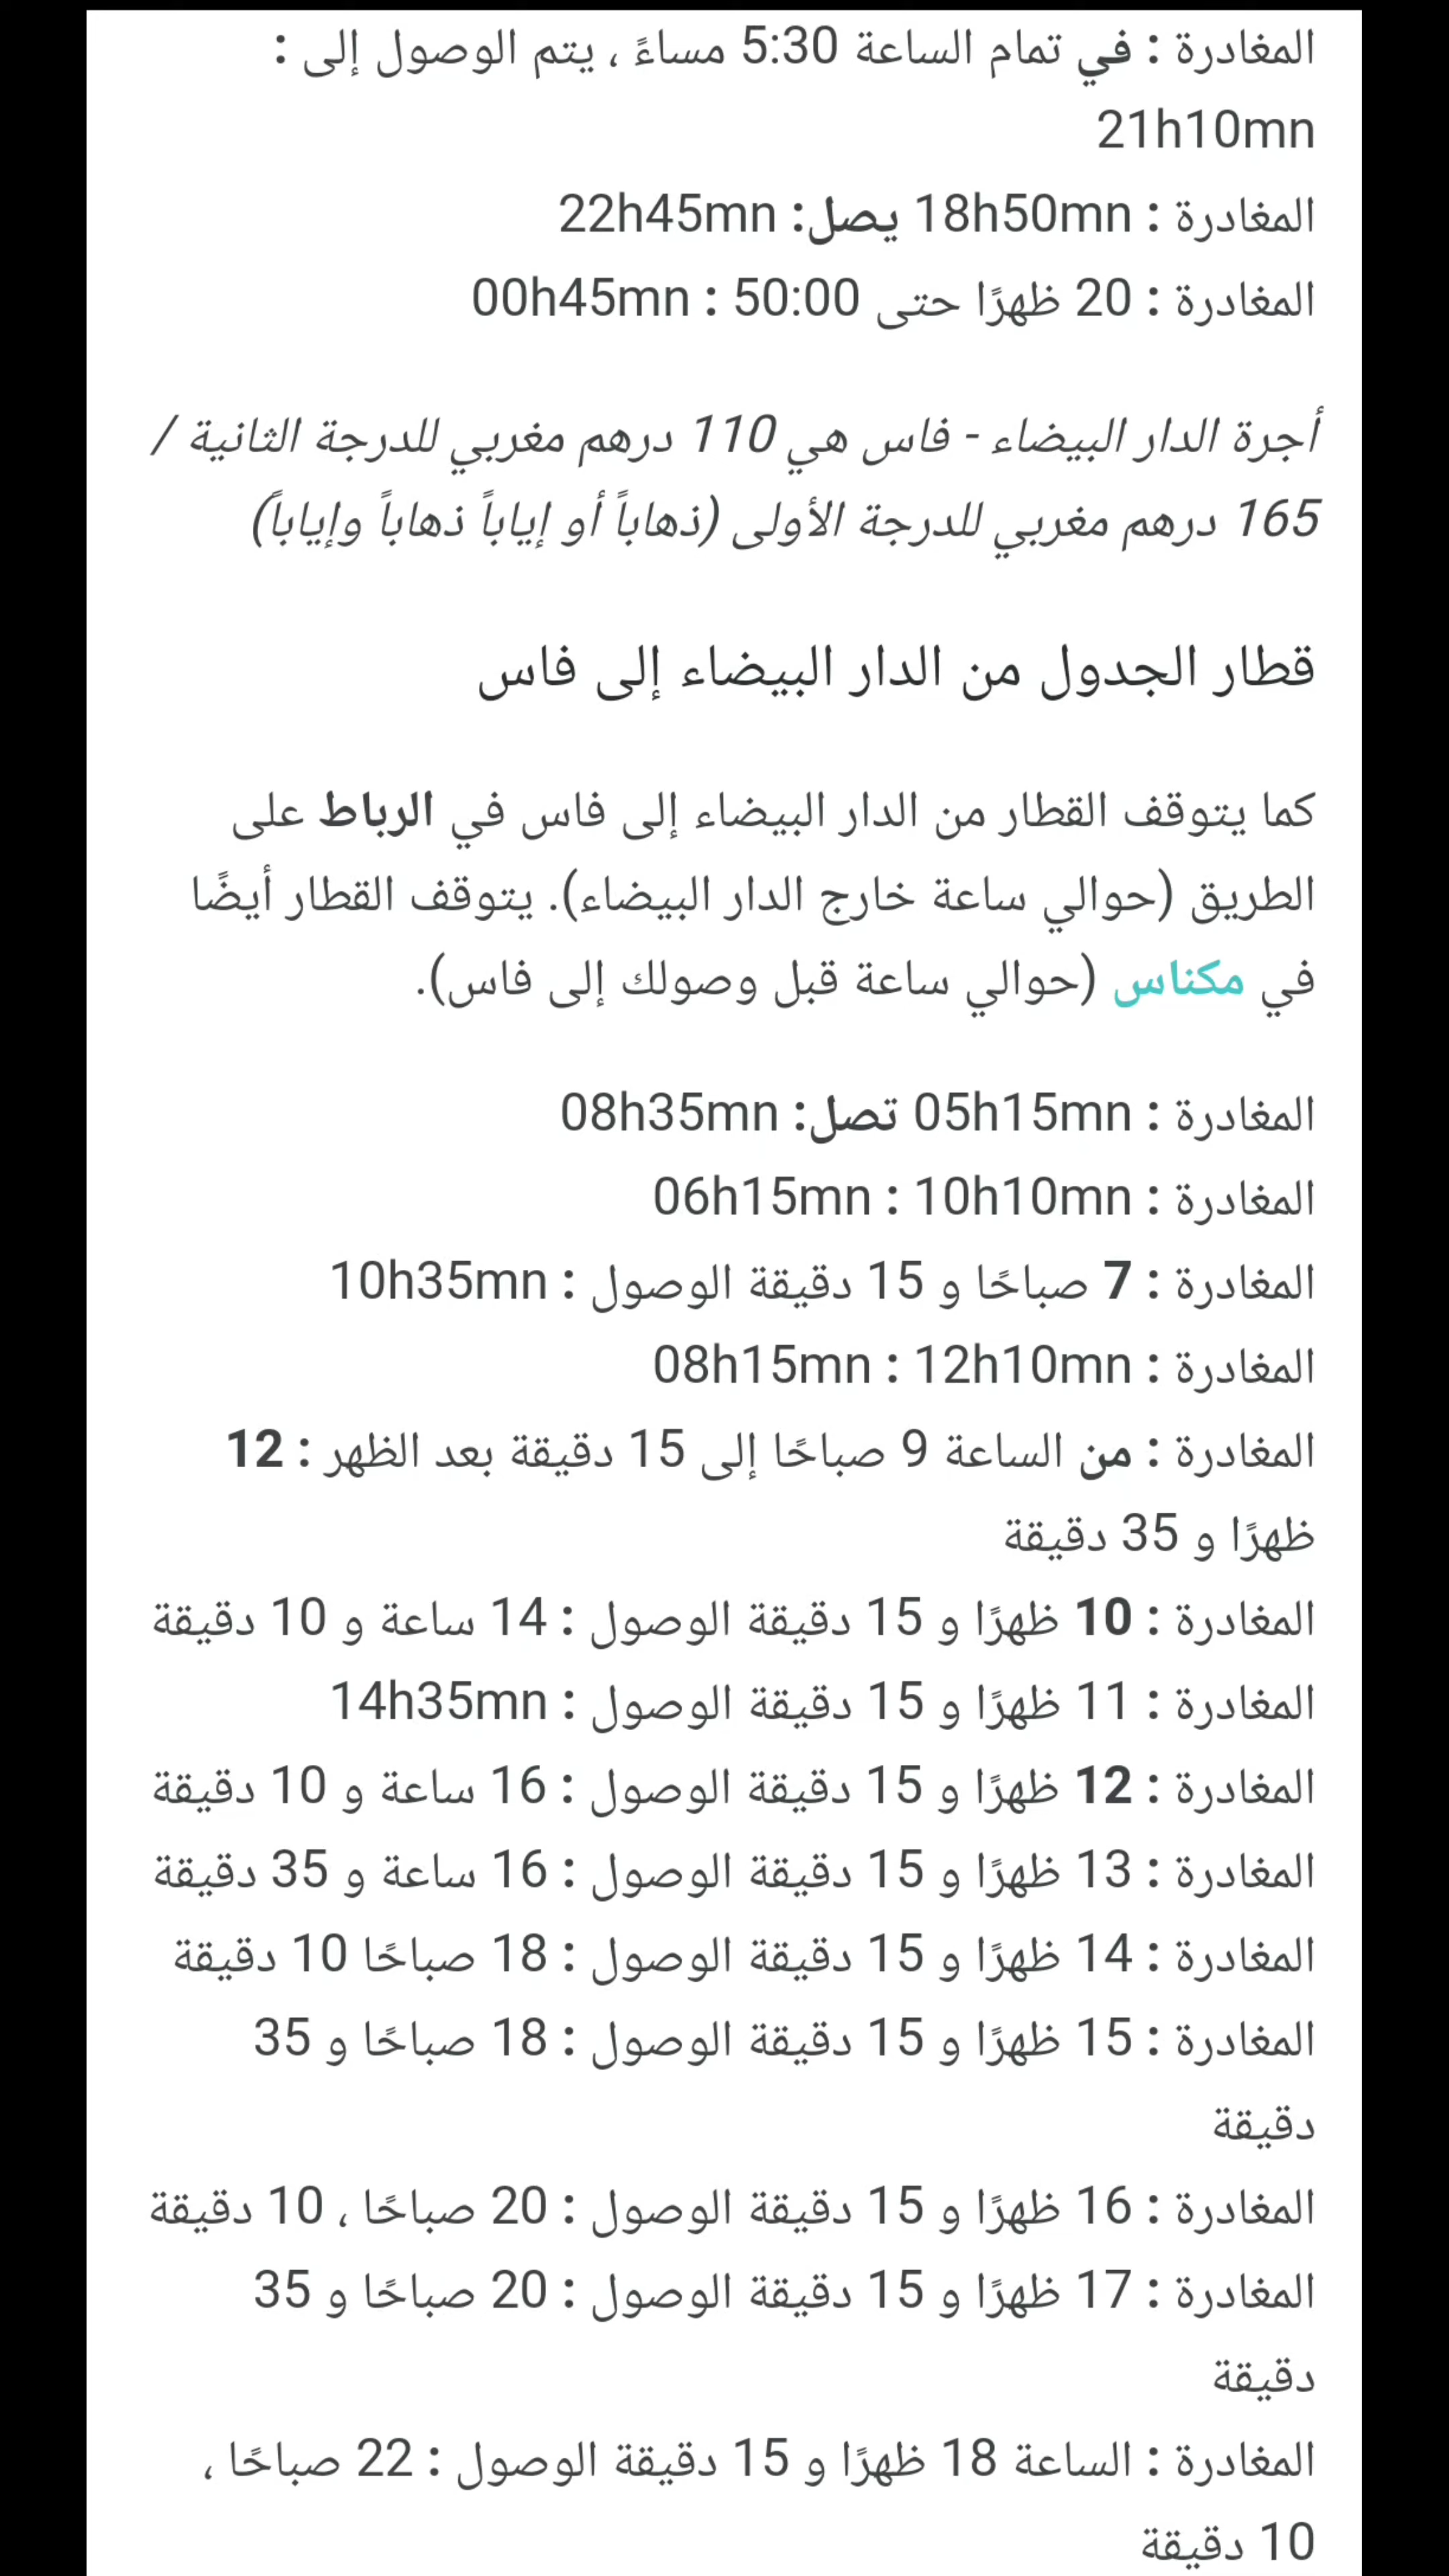 المغادرة : في تمام الساعة 5:30 مساءً ، يتم الوصول إلى :
21h10mn
المغادرة : 18h50mn يصل: 22h45mn
المغادرة : 20 ظهرًا حتى 50:00 : 00h45mn
أجرة الدار البيضاء - فاس هي 110 درهم مغربي للدرجة الثانية /
165 درهم مغربي للدرجة الأولى (ذهاباً أو إياباً ذهاباً وإياباً)
قطار الجدول من الدار البيضاء إلى فاس
كما يتوقف القطار من الدار البيضاء إلى فاس في الرباط على
الطريق (حوالي ساعة خارج الدار البيضاء). يتوقف القطار أيضًا
في مكناس (حوالي ساعة قبل وصولك إلى فاس).
المغادرة : 05h15mn تصل: 08h35mn
المغادرة : 06h15mn : 10h10mn
المغادرة : 7 صباحًا و 15 دقيقة الوصول : 10h35mn
المغادرة : 08h15mn : 12h10mn
المغادرة : من الساعة 9 صباحًا إلى 15 دقيقة بعد الظهر : 12
ظهرًا و 35 دقيقة
المغادرة : 10 ظهرًا و 15 دقيقة الوصول : 14 ساعة و 10 دقيقة
المغادرة : 11 ظهرًا و 15 دقيقة الوصول : 14h35mn
المغادرة : 12 ظهرًا و 15 دقيقة الوصول : 16 ساعة و 10 دقيقة
المغادرة : 13 ظهرًا و 15 دقيقة الوصول : 16 ساعة و 35 دقيقة
المغادرة : 14 ظهرًا و 15 دقيقة الوصول : 18 صباحًا 10 دقيقة
المغادرة : 15 ظهرًا و 15 دقيقة الوصول : 18 صباحًا و 35
دقيقة
المغادرة : 16 ظهرًا و 15 دقيقة الوصول : 20 صباحًا ، 10 دقيقة
المغادرة : 17 ظهرًا و 15 دقيقة الوصول : 20 صباحًا و 35
دقيقة
المغادرة : الساعة 18 ظهرًا و 15 دقيقة الوصول : 22 صباحًا ،
10 دقيقة